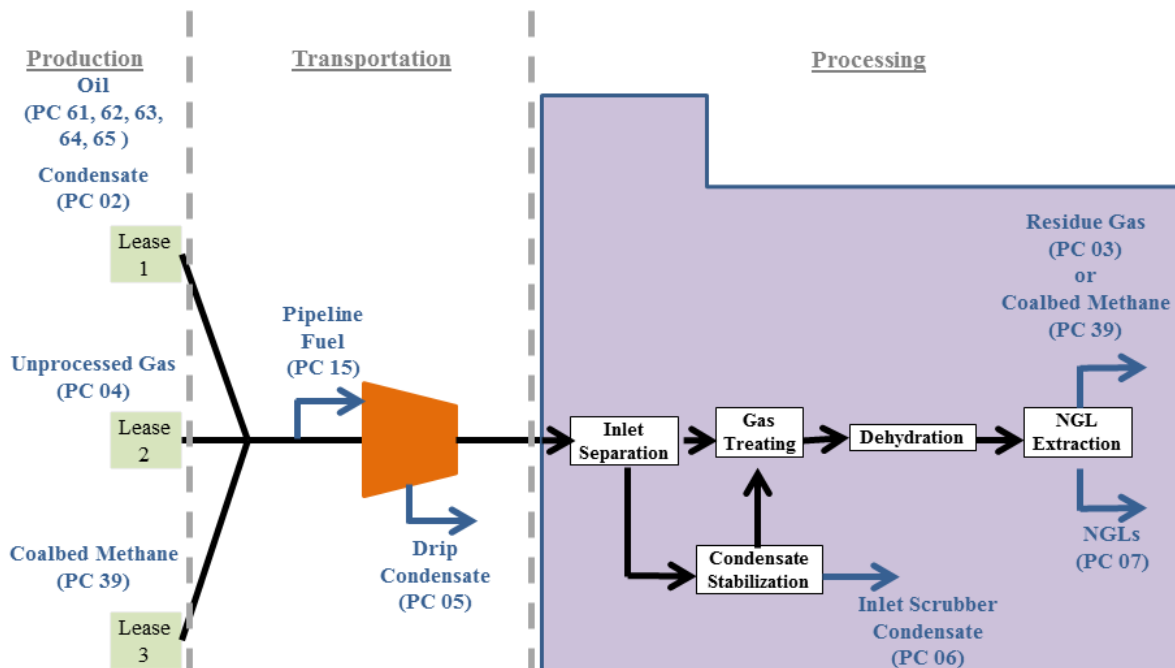 Production
Transportation
Processing
Oil
(PC 61, 62, 63,
64, 65 )
Condensate
(PC 02)
Lease
1
Unprocessed Gas
(PC 04)
Lease
2
Coalbed Methane
(PC 39)
Lease
3
Pipeline
Fuel
(PC 15)
Drip
Condensate
(PC 05)
Inlet
Separation
Gas
Treating
Dehydration
NGL
Extraction
Condensate
Stabilization
Residue Gas
(PC 03)
or
Coalbed Methane
(PC 39)
NGLs
(PC 07)
Inlet Scrubber
Condensate
(PC 06)